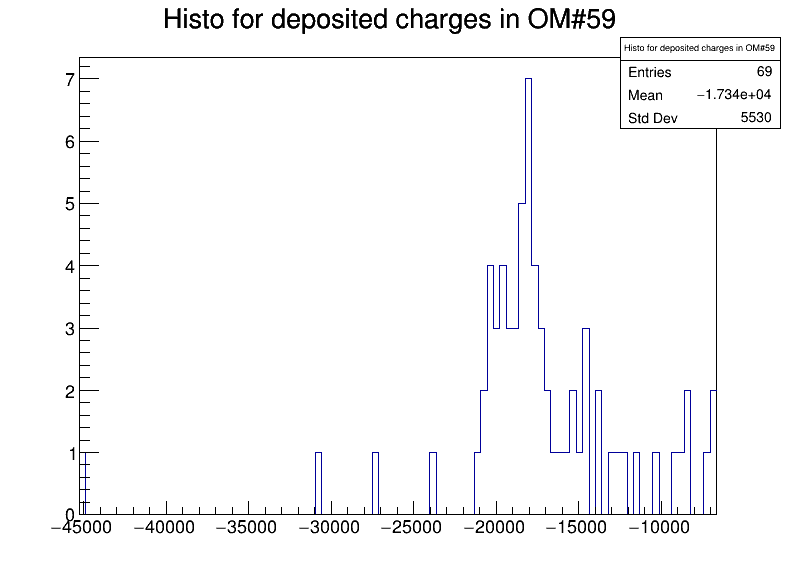 Histo for deposited charges in OM#59
Histo for deposited charges in OM#59
Entries 69
Mean −1.734e+04
Std Dev 5530
7
6
5
4
3
2
1
0
−45000 −40000 −35000 −30000 −25000 −20000 −15000 −10000